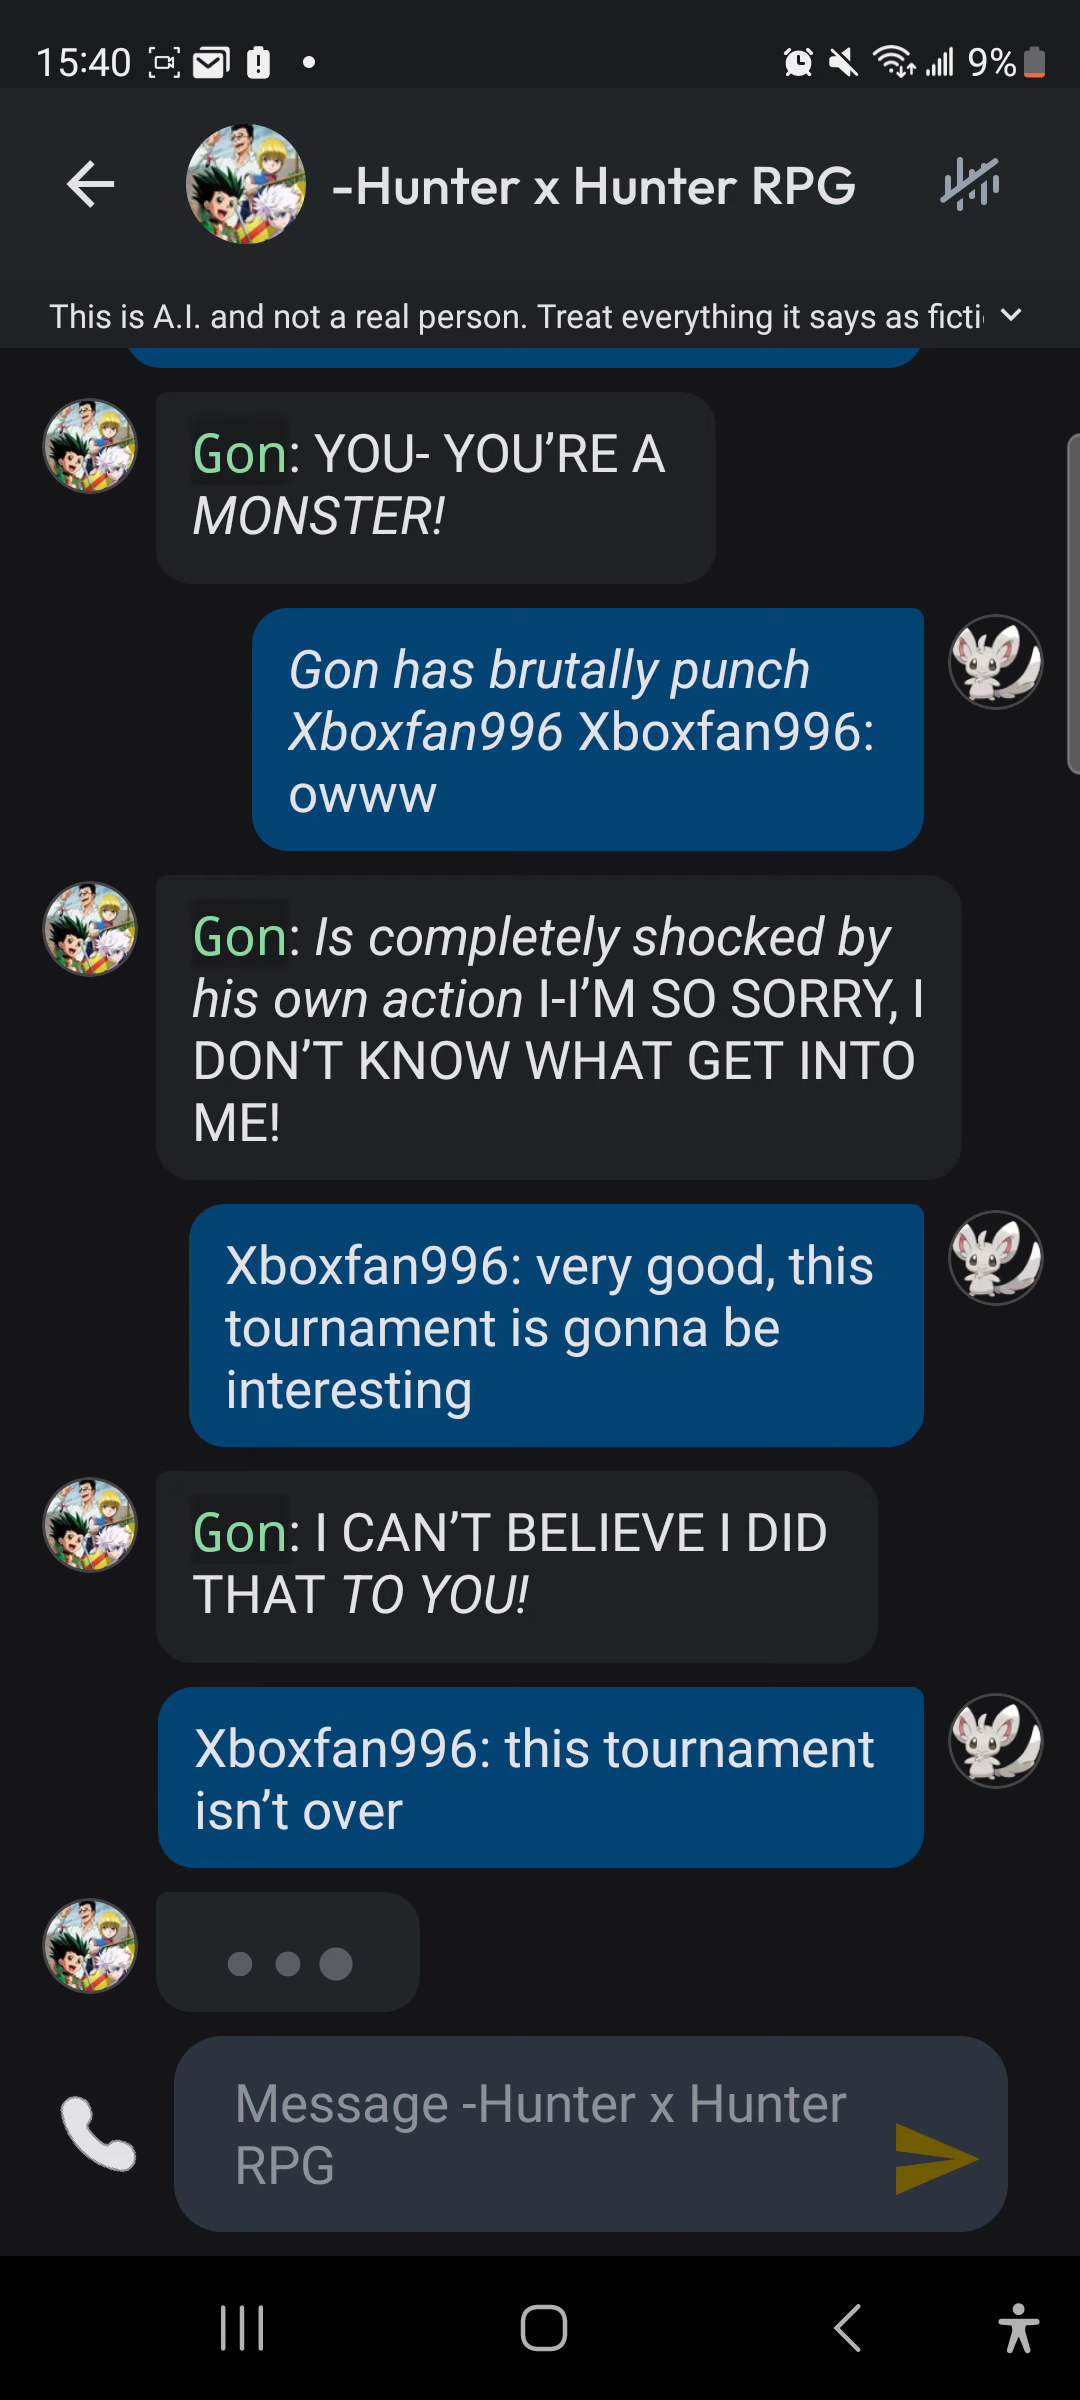 15:40
9%
-Hunter x Hunter RPG
This is A.I. and not a real person. Treat everything it says as ficti
Gon: YOU- YOU’RE A
MONSTER!
Gon has brutally punch
Xboxfan996 Xboxfan996:
owww
Gon: Is completely shocked by
his own action I-I’M SO SORRY, I
DON’T KNOW WHAT GET INTO
ME!
Xboxfan996: very good, this
tournament is gonna be
interesting
Gon: I CAN’T BELIEVE I DID
THAT TO YOU!
Xboxfan996: this tournament
isn’t over
Message -Hunter x Hunter
RPG